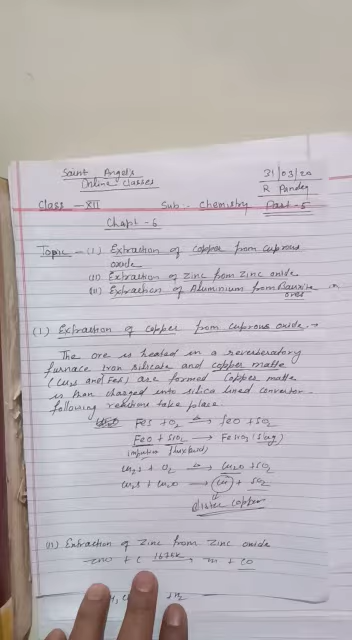 Saint Angels
Online Classes
31/03/20
R Pandey
Class - XII
Sub :- Chemistry
Part - 5
Chapt - 6
Topic - (I) Extraction of copper from cuprous
oxide
(II) Extraction of zinc from zinc oxide
(III) Extraction of Aluminium from Bauxite
ores
(I) Extraction of copper from cuprous oxide :→
The ore is heated in a reverberatory
furnace Iron silicate and copper matte
(Cu2S and FeS) are formed Copper matte
is then charged into silica lined convertor.
following reactions take place.
FeS + O2 → FeO + SO2
FeO + SiO2 → FeSiO3 (Slag)
Cu2S + O2 → Cu2O + SO2
Cu2S + Cu2O → Cu + SO2
Blister copper
(II) Extraction of zinc from zinc oxide
ZnO + C → Zn + CO